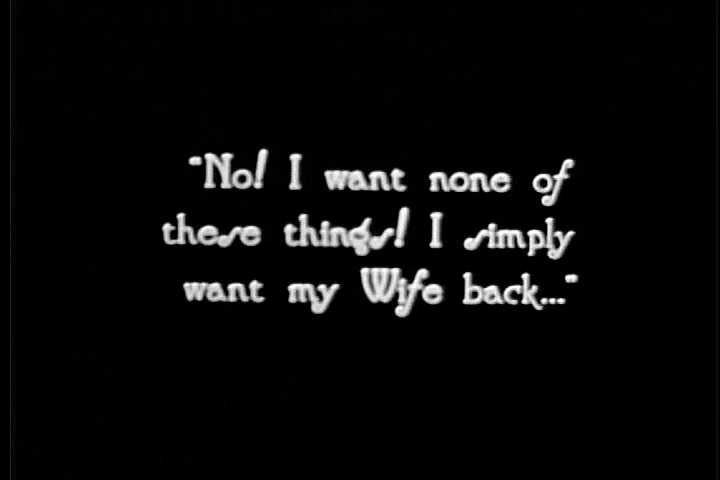 "No! I want none of
these things! I simply
want my Wife back..."